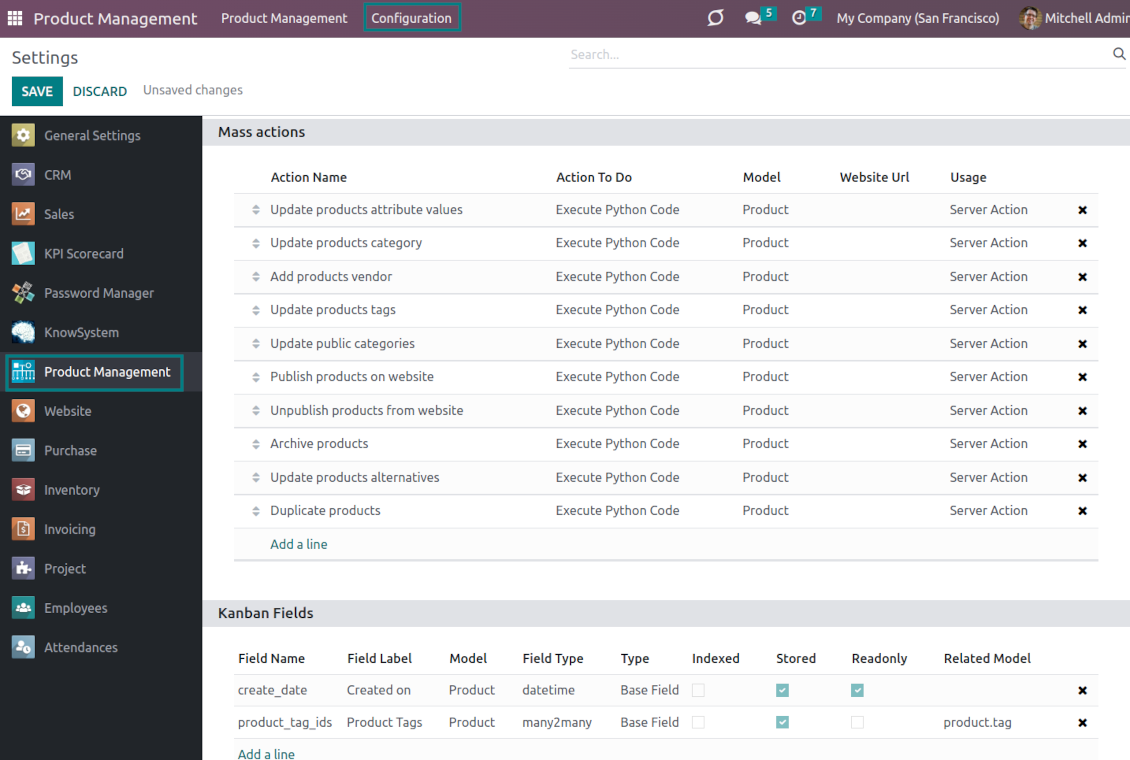 Product Management Product Management Configuration 5 7 My Company (San Francisco) Mitchell Admin
Settings Search...
SAVE DISCARD Unsaved changes
General Settings
CRM
Sales
KPI Scorecard
Password Manager
KnowSystem
Product Management
Website
Purchase
Inventory
Invoicing
Project
Employees
Attendances
Mass actions
Action Name Action To Do Model Website Url Usage
Update products attribute values Execute Python Code Product Server Action
Update products category Execute Python Code Product Server Action
Add products vendor Execute Python Code Product Server Action
Update products tags Execute Python Code Product Server Action
Update public categories Execute Python Code Product Server Action
Publish products on website Execute Python Code Product Server Action
Unpublish products from website Execute Python Code Product Server Action
Archive products Execute Python Code Product Server Action
Update products alternatives Execute Python Code Product Server Action
Duplicate products Execute Python Code Product Server Action
Add a line
Kanban Fields
Field Name Field Label Model Field Type Type Indexed Stored Readonly Related Model
create_date Created on Product datetime Base Field
product_tag_ids Product Tags Product many2many Base Field product.tag
Add a line